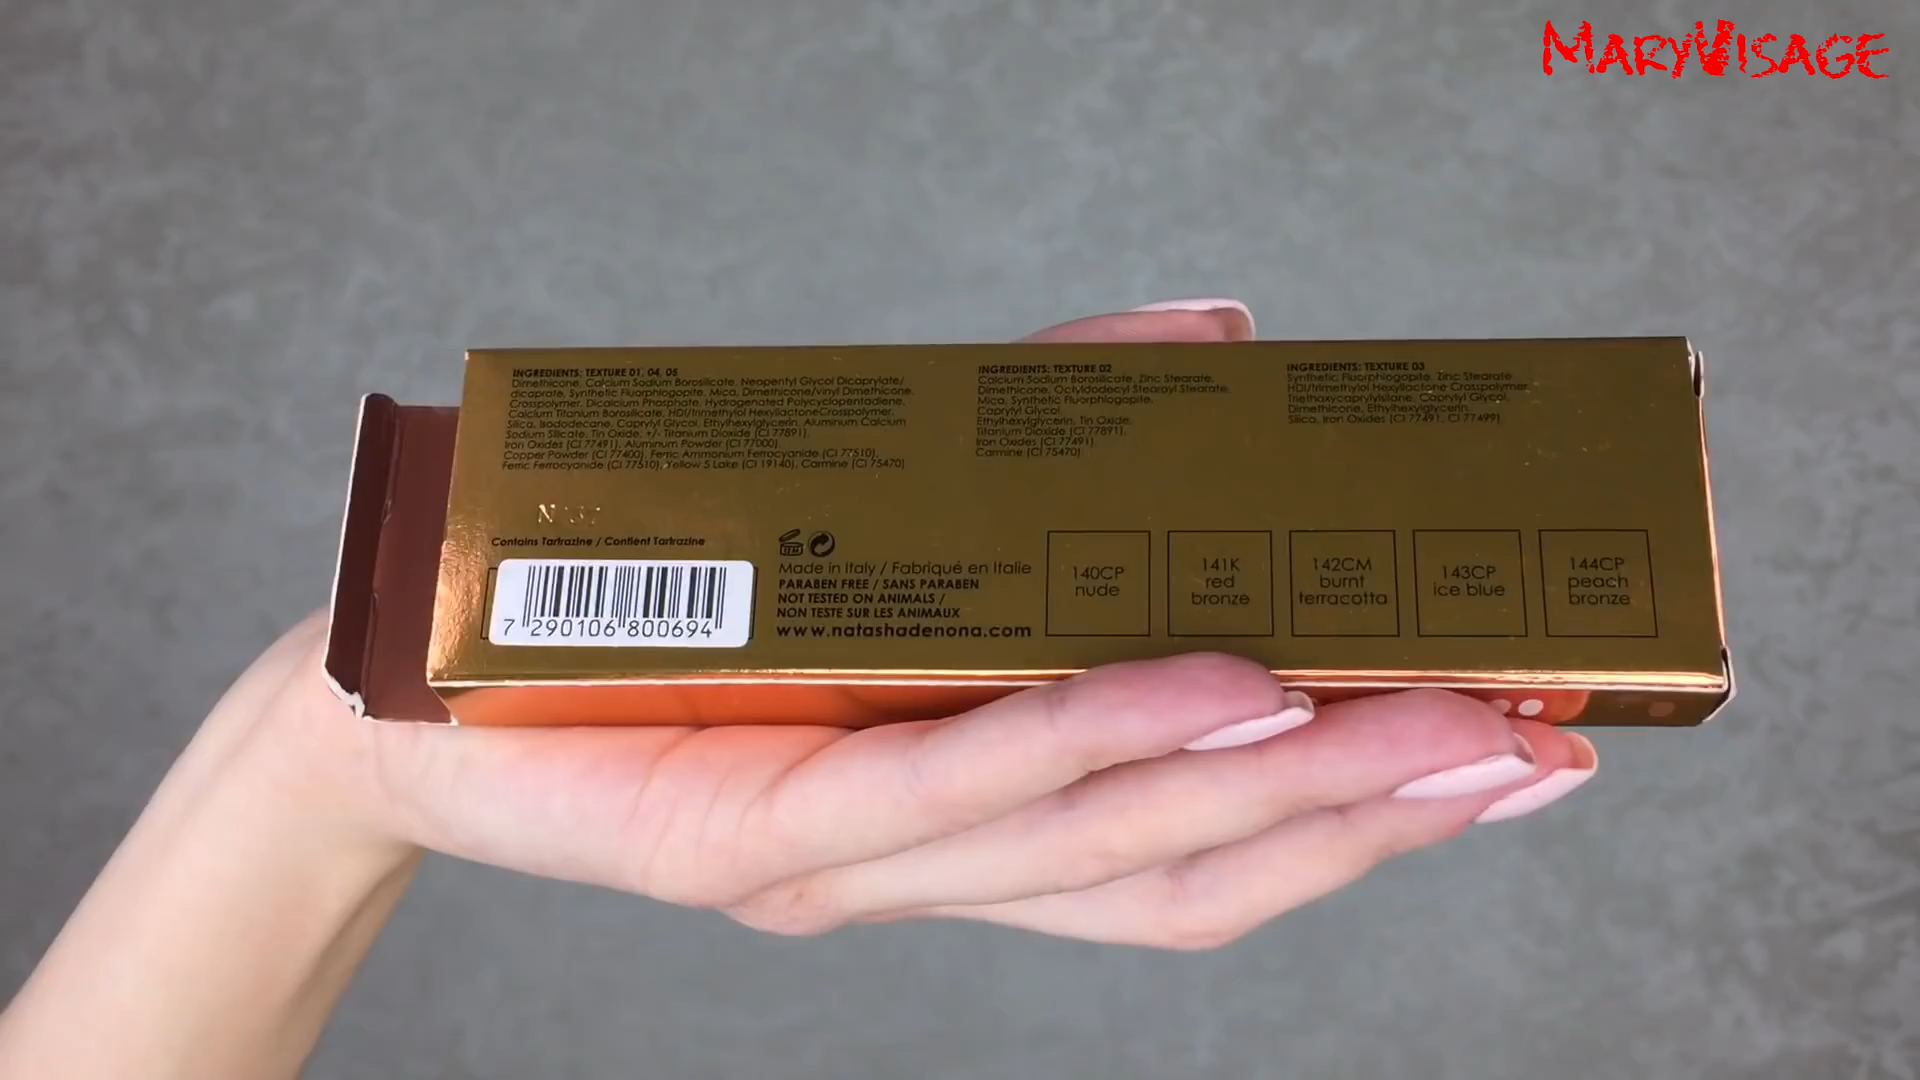 MaryVisage
INGREDIENTS: TEXTURE 01, 04, 05
Dimethicone, Calcium Sodium Borosilicate, Neopentyl Glycol Dicaprylate/
dicaprate, Synthetic Fluorphlogopite, Mica, Dimethicone/vinyl Dimethicone,
Crosspolymer, Dicalcium Phosphate, Hydrogenated Polycyclopentadiene,
Calcium Titanium Borosilicate, HDI/trimethylol HexyllactoneCrosspolymer,
Silica, Isododecane, Caprylyl Glycol, Ethylhexylglycerin, Aluminum Calcium
Sodium Silicate, Tin Oxide, +/- Titanium Dioxide (CI 77891),
Iron Oxides (CI 77491), Aluminum Powder (CI 77000),
Copper Powder (CI 77400), Ferric Ammonium Ferrocyanide (CI 77510),
Ferric Ferrocyanide (CI 77510), Yellow 5 Lake (CI 19140), Carmine (CI 75470)
INGREDIENTS: TEXTURE 02
Calcium Sodium Borosilicate, Zinc Stearate,
Dimethicone, Octyldodecyl Stearoyl Stearate,
Mica, Synthetic Fluorphlogopite,
Caprylyl Glycol,
Ethylhexylglycerin, Tin Oxide,
Titanium Dioxide (CI 77891),
Iron Oxides (CI 77491),
Carmine (CI 75470)
INGREDIENTS: TEXTURE 03
Synthetic Fluorphlogopite, Zinc Stearate
HDI/trimethylol Hexyllactone Crosspolymer,
Triethoxycaprylylsilane, Caprylyl Glycol,
Dimethicone, Ethylhexylglycerin,
Silica, Iron Oxides (CI 77491, CI 77499)
Contains Tartrazine / Contient Tartrazine
7 290106 800694
12M
Made in Italy / Fabriqué en Italie
PARABEN FREE / SANS PARABEN
NOT TESTED ON ANIMALS /
NON TESTE SUR LES ANIMAUX
www.natashadenona.com
140CP
nude
141K
red
bronze
142CM
burnt
terracotta
143CP
ice blue
144CP
peach
bronze